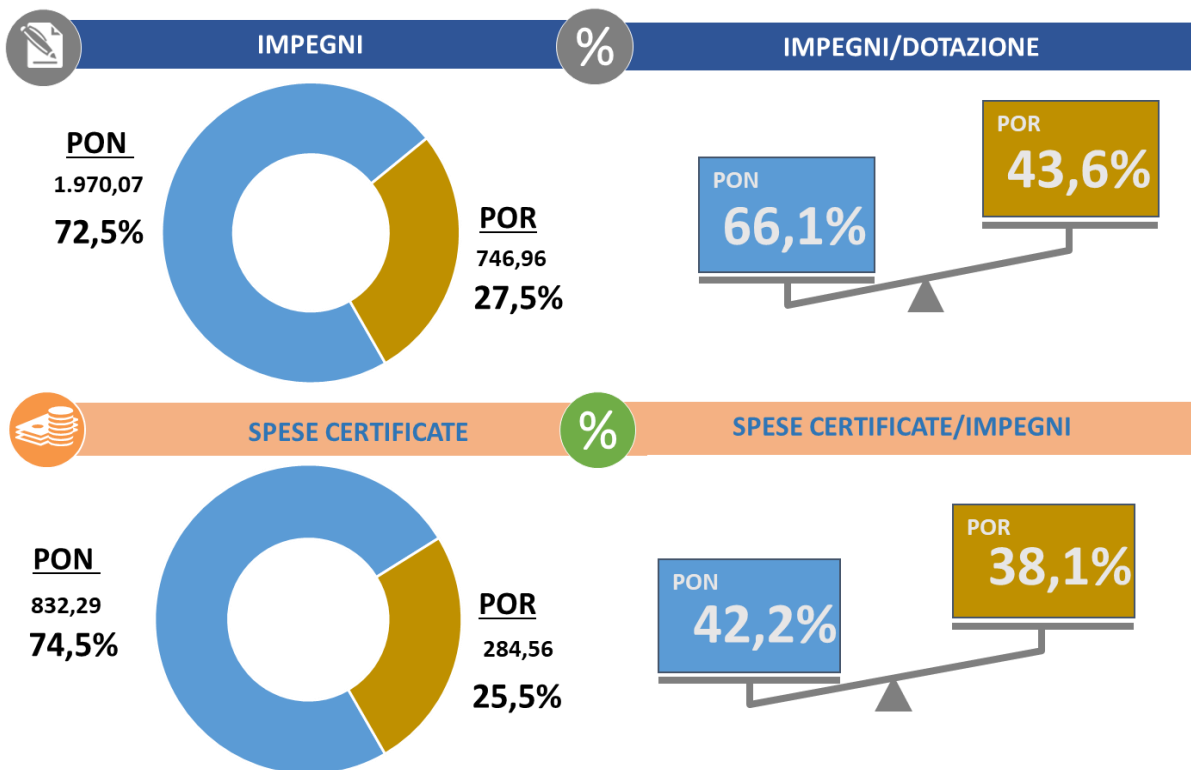 IMPEGNI
%
IMPEGNI/DOTAZIONE
PON
1.970,07
72,5%
POR
746,96
27,5%
PON
66,1%
POR
43,6%
SPESE CERTIFICATE
%
SPESE CERTIFICATE/IMPEGNI
PON
832,29
74,5%
POR
284,56
25,5%
PON
42,2%
POR
38,1%